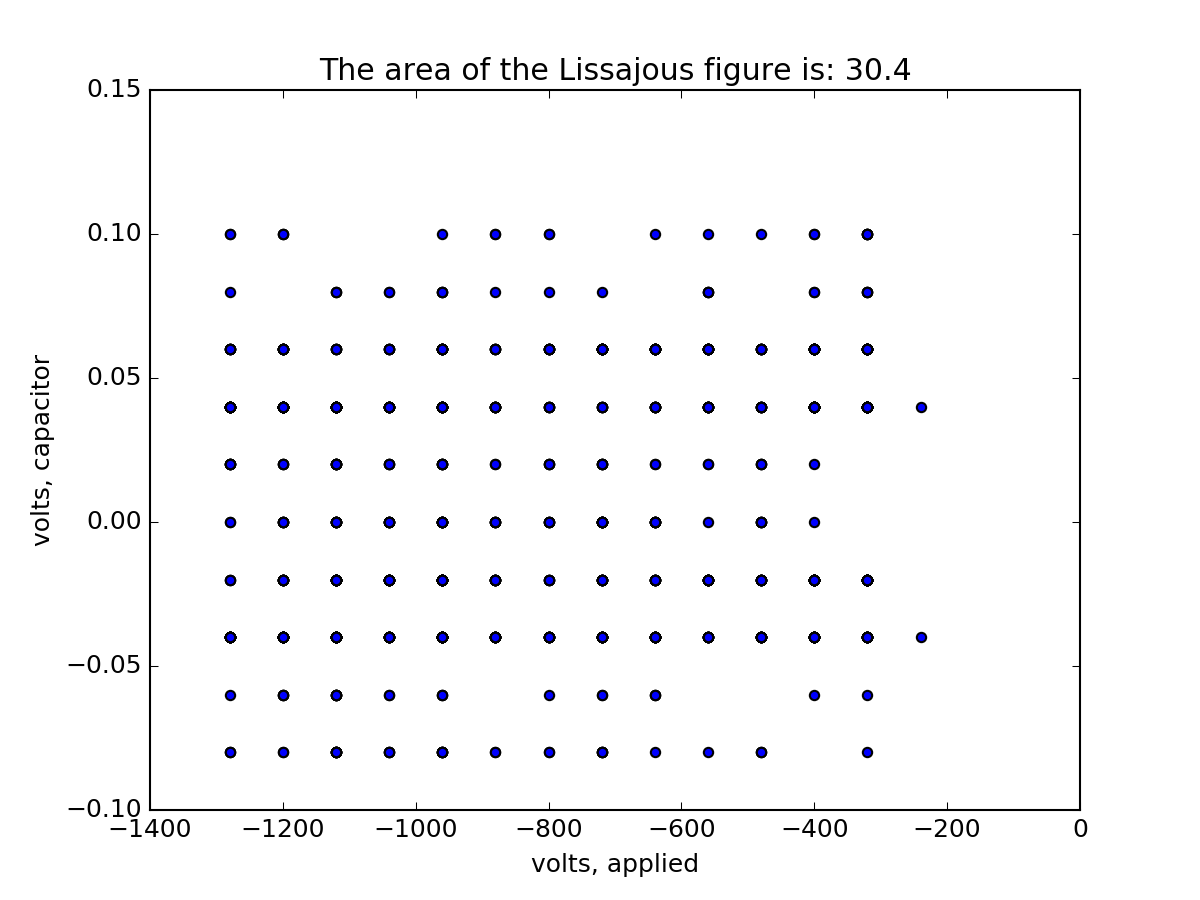 The area of the Lissajous figure is: 30.4
0.15
0.10
0.05
0.00
−0.05
−0.10
−1400 −1200 −1000 −800 −600 −400 −200 0
volts, applied
volts, capacitor